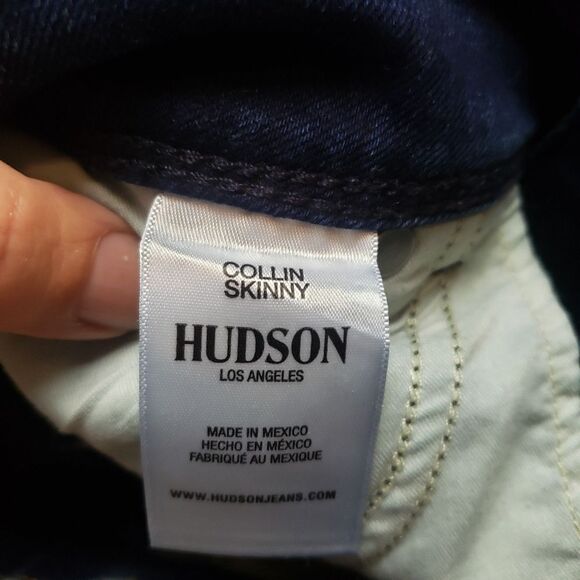 COLLIN
SKINNY
HUDSON
LOS ANGELES
MADE IN MEXICO
HECHO EN MÉXICO
FABRIQUÉ AU MEXIQUE
WWW.HUDSONJEANS.COM